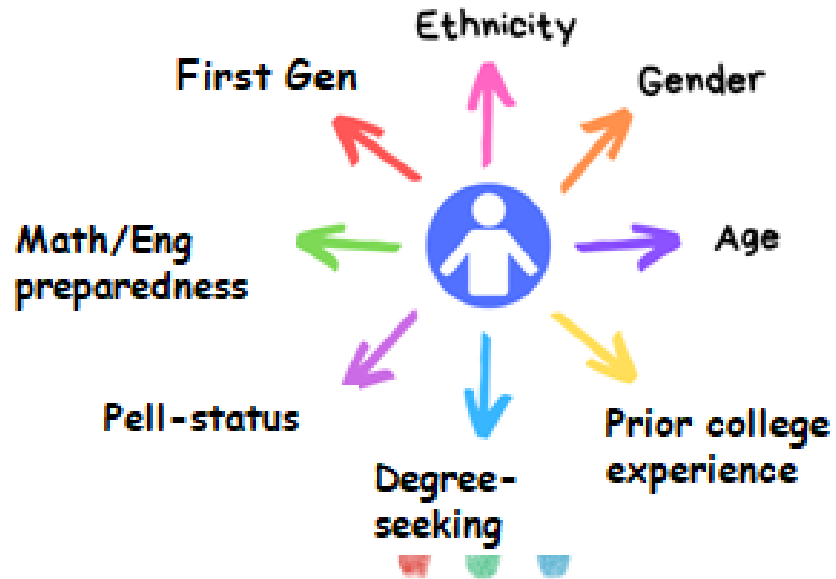 Ethnicity
First Gen
Gender
Math/Eng
preparedness
Age
Pell-status
Prior college
experience
Degree-
seeking